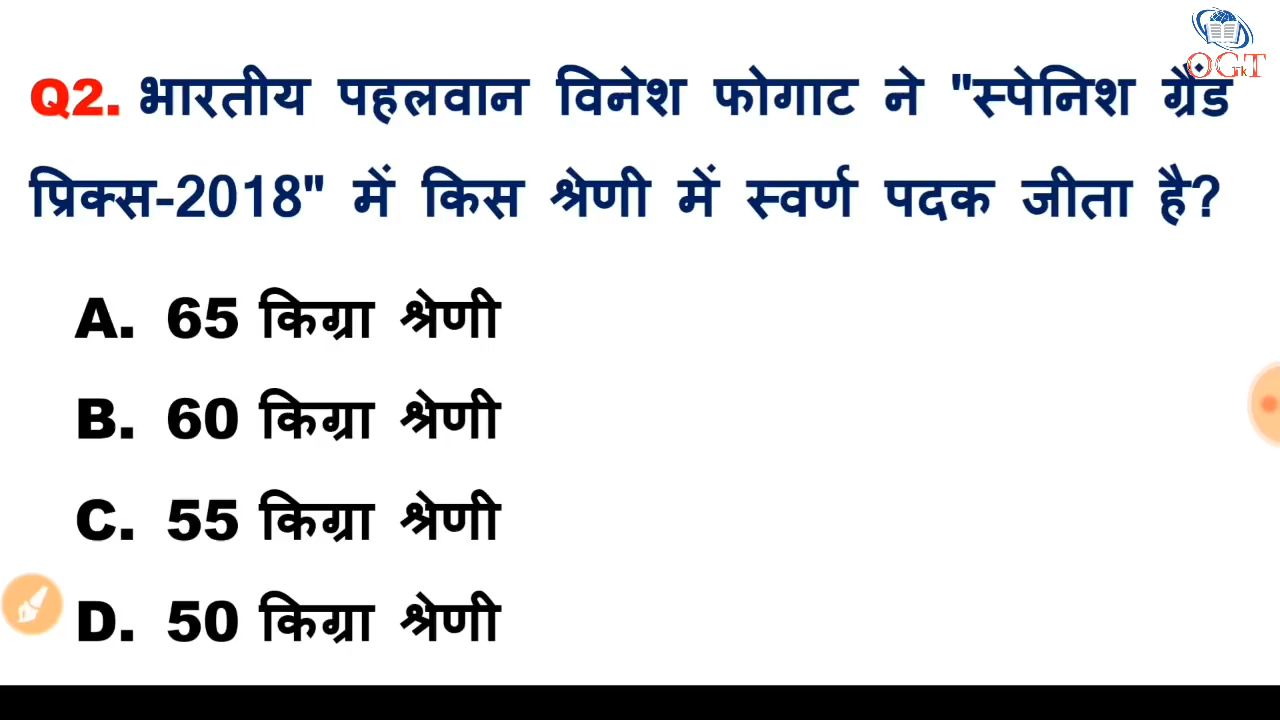 OGT
k
Q2. भारतीय पहलवान विनेश फोगाट ने "स्पेनिश ग्रैंड
प्रिक्स-2018" में किस श्रेणी में स्वर्ण पदक जीता है?
A. 65 किग्रा श्रेणी
B. 60 किग्रा श्रेणी
C. 55 किग्रा श्रेणी
D. 50 किग्रा श्रेणी